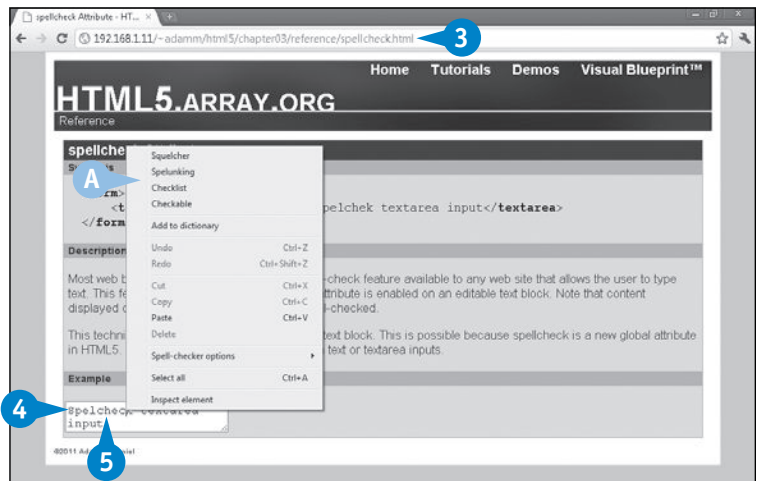 spellcheck Attribute - HT...
192.168.1.11/~adamm/html5/chapter03/reference/spellcheck.html
3
Home Tutorials Demos Visual Blueprint™
HTML5.ARRAY.ORG
Reference
spellche
A
rm>
<t
pelchek textarea input</textarea>
</form
Description
Most web b
-check feature available to any web site that allows the user to type
text. This fe
ttribute is enabled on an editable text block. Note that content
displayed o
l-checked.
This techni
text block. This is possible because spellcheck is a new global attribute
in HTML5.
text or textarea inputs.
Example
Squelcher
Spelunking
Checklist
Checkable
Add to dictionary
Undo Ctrl+Z
Redo Ctrl+Shift+Z
Cut Ctrl+X
Copy Ctrl+C
Paste Ctrl+V
Delete
Spell-checker options
Select all Ctrl+A
Inspect element
4
Spelcheck textarea
input
5
©2011